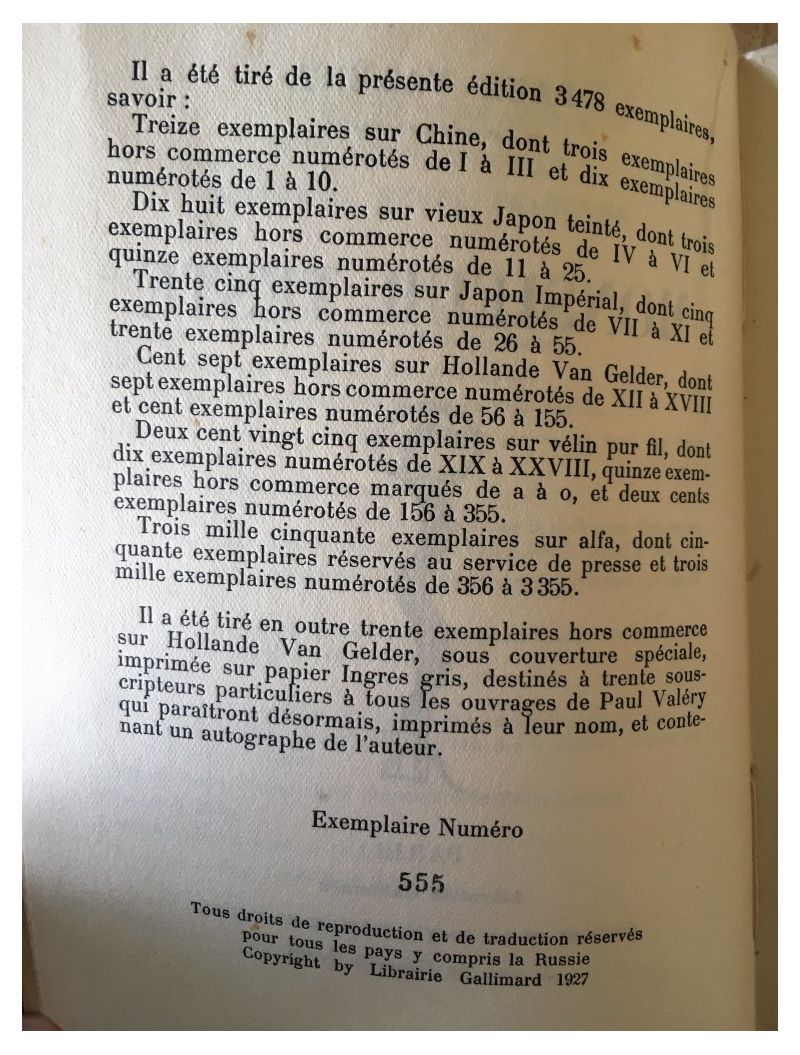 Il a été tiré de la présente édition 3 478 exemplaires,
savoir :
Treize exemplaires sur Chine, dont trois exemplaires
hors commerce numérotés de I à III et dix exemplaires
numérotés de 1 à 10.
Dix huit exemplaires sur vieux Japon teinté, dont trois
exemplaires hors commerce numérotés de IV à VI et
quinze exemplaires numérotés de 11 à 25.
Trente cinq exemplaires sur Japon Impérial, dont cinq
exemplaires hors commerce numérotés de VII à XI et
trente exemplaires numérotés de 26 à 55.
Cent sept exemplaires sur Hollande Van Gelder, dont
sept exemplaires hors commerce numérotés de XII à XVIII
et cent exemplaires numérotés de 56 à 155.
Deux cent vingt cinq exemplaires sur vélin pur fil, dont
dix exemplaires numérotés de XIX à XXVIII, quinze exem-
plaires hors commerce marqués de a à o, et deux cents
exemplaires numérotés de 156 à 355.
Trois mille cinquante exemplaires sur alfa, dont cin-
quante exemplaires réservés au service de presse et trois
mille exemplaires numérotés de 356 à 3 355.
Il a été tiré en outre trente exemplaires hors commerce
sur Hollande Van Gelder, sous couverture spéciale,
imprimée sur papier Ingres gris, destinés à trente sous-
cripteurs particuliers à tous les ouvrages de Paul Valéry
qui paraîtront désormais, imprimés à leur nom, et conte-
nant un autographe de l'auteur.
Exemplaire Numéro
555
Tous droits de reproduction et de traduction réservés
pour tous les pays y compris la Russie
Copyright by Librairie Gallimard 1927